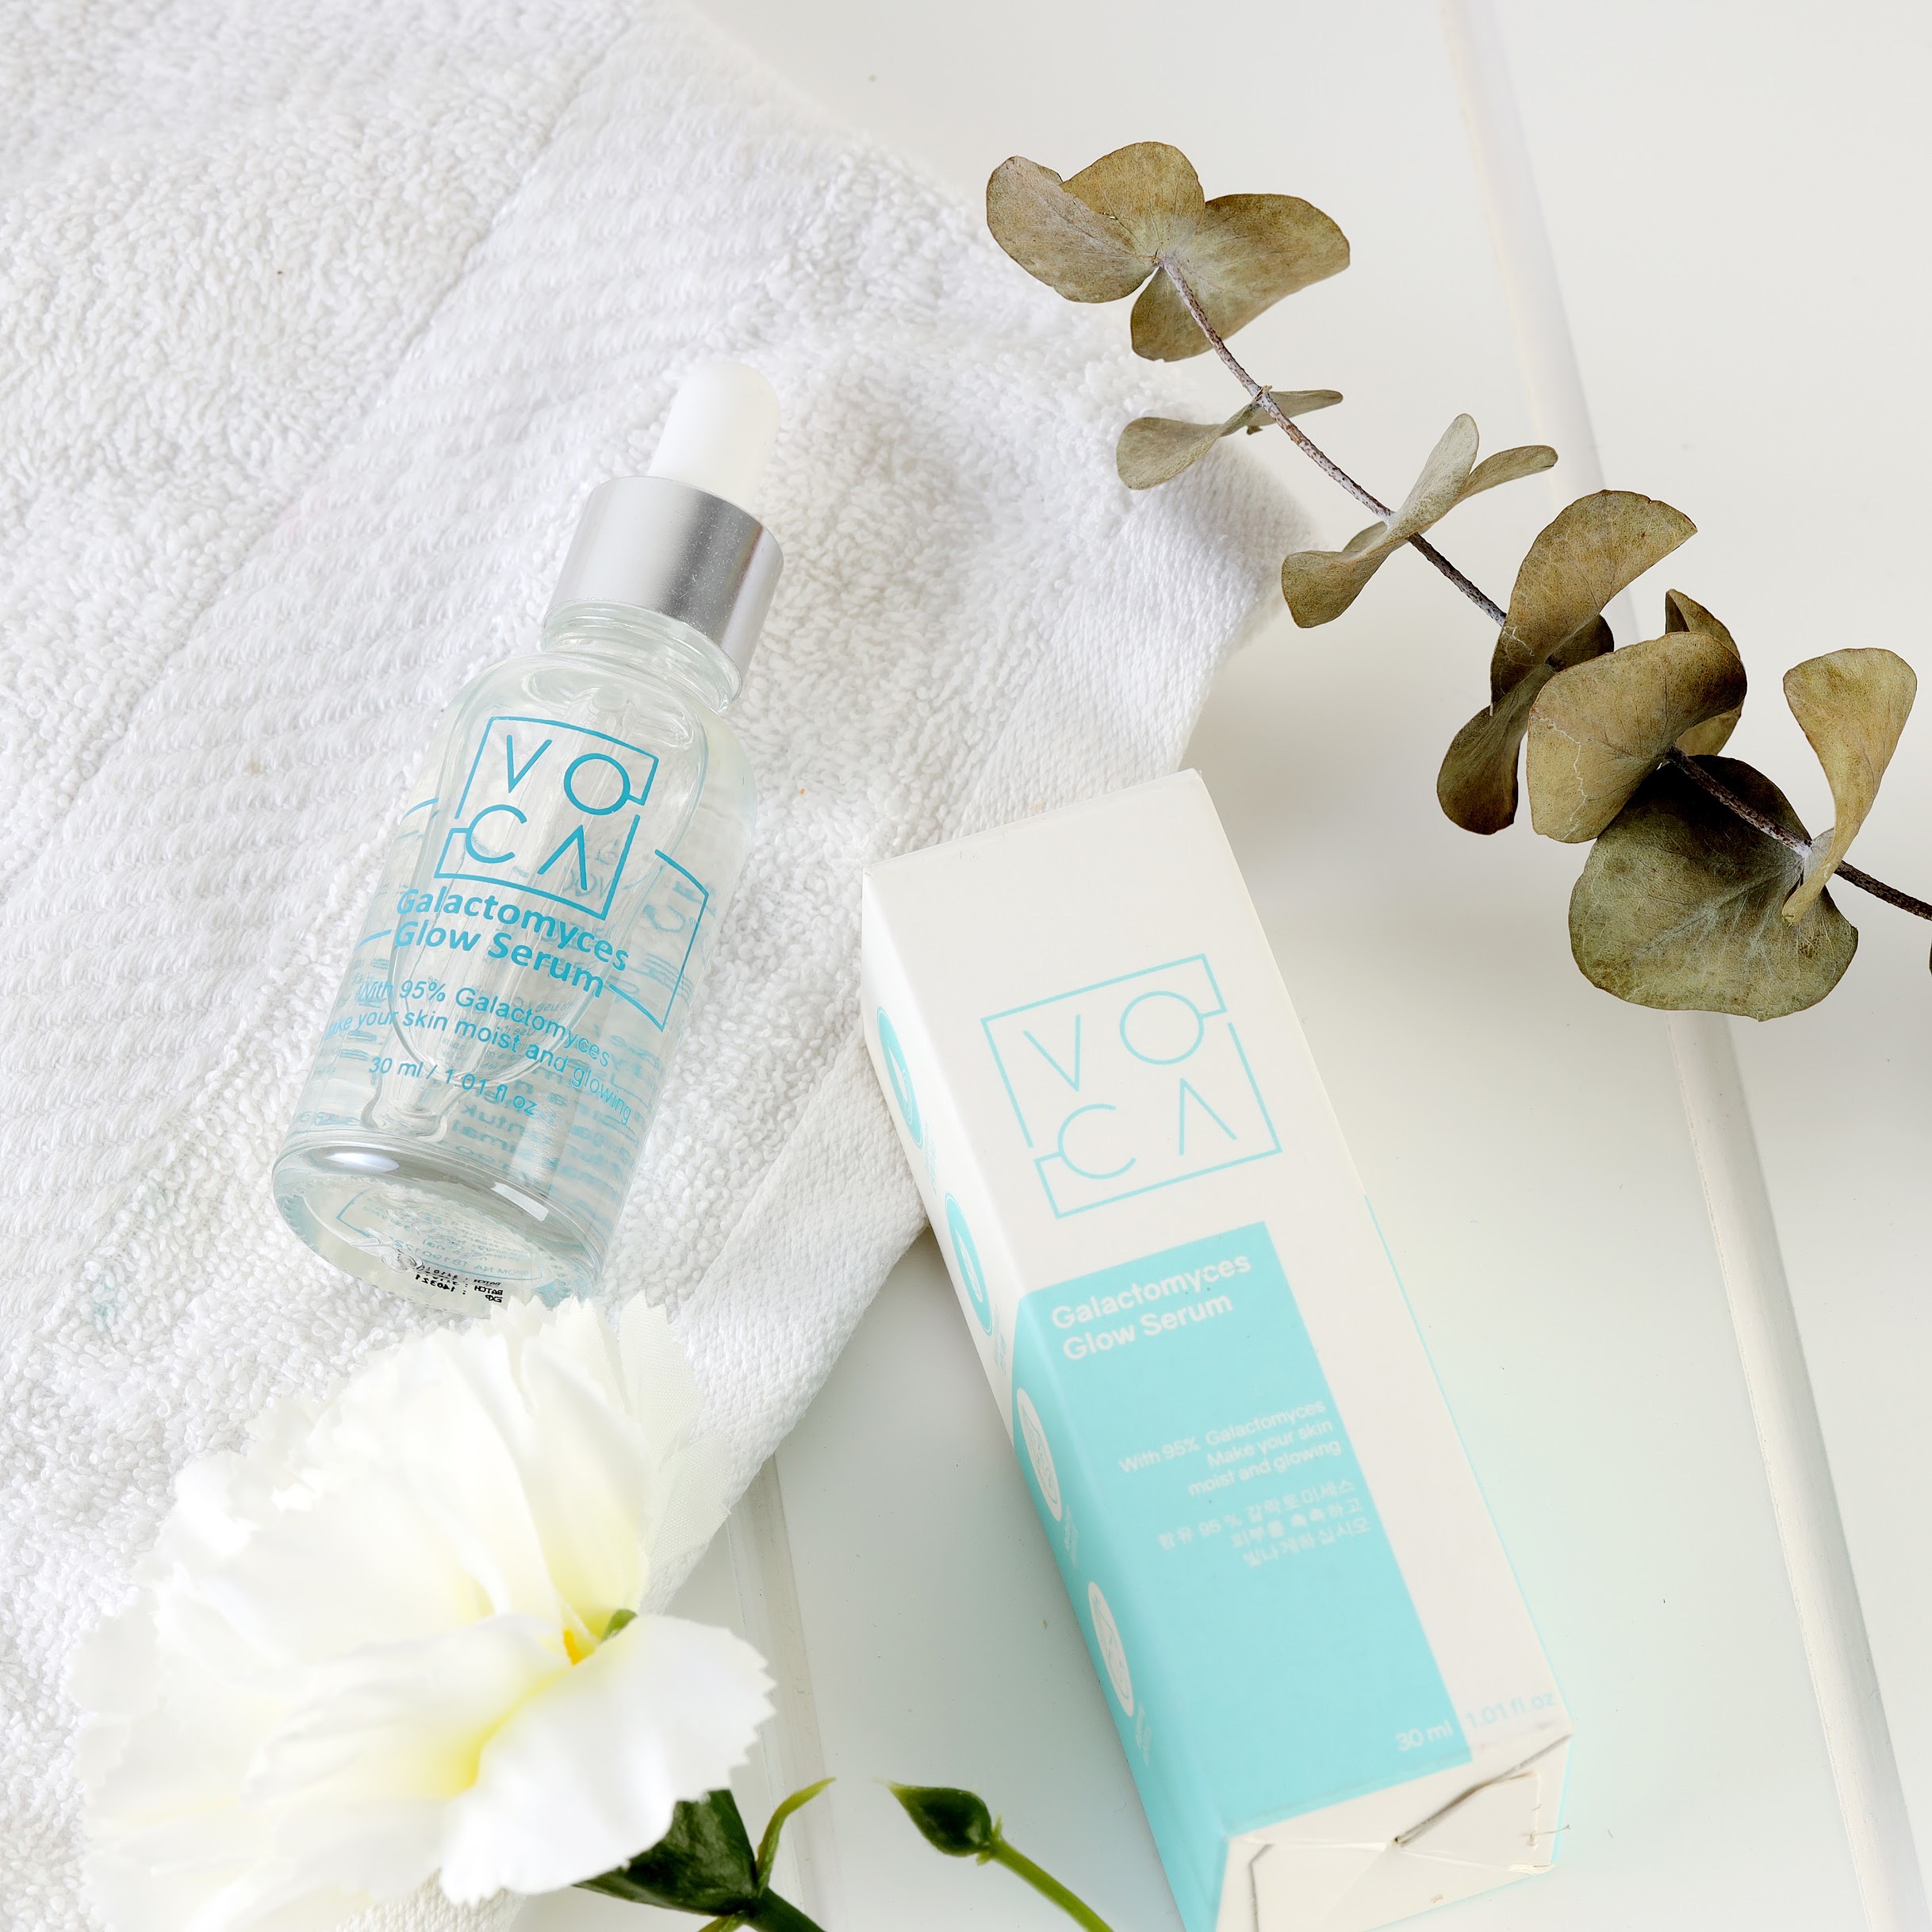 VO
CA
Galactomyces
Glow Serum
With 95% Galactomyces
ake your skin moist and glowing
30 ml / 1.01 fl.oz
VO
CA
Galactomyces
Glow Serum
With 95% Galactomyces
Make your skin
moist and glowing
함유 95 % 갈락토미세스
피부를 촉촉하고
빛나게하십시오
30 ml 1.01 fl.oz